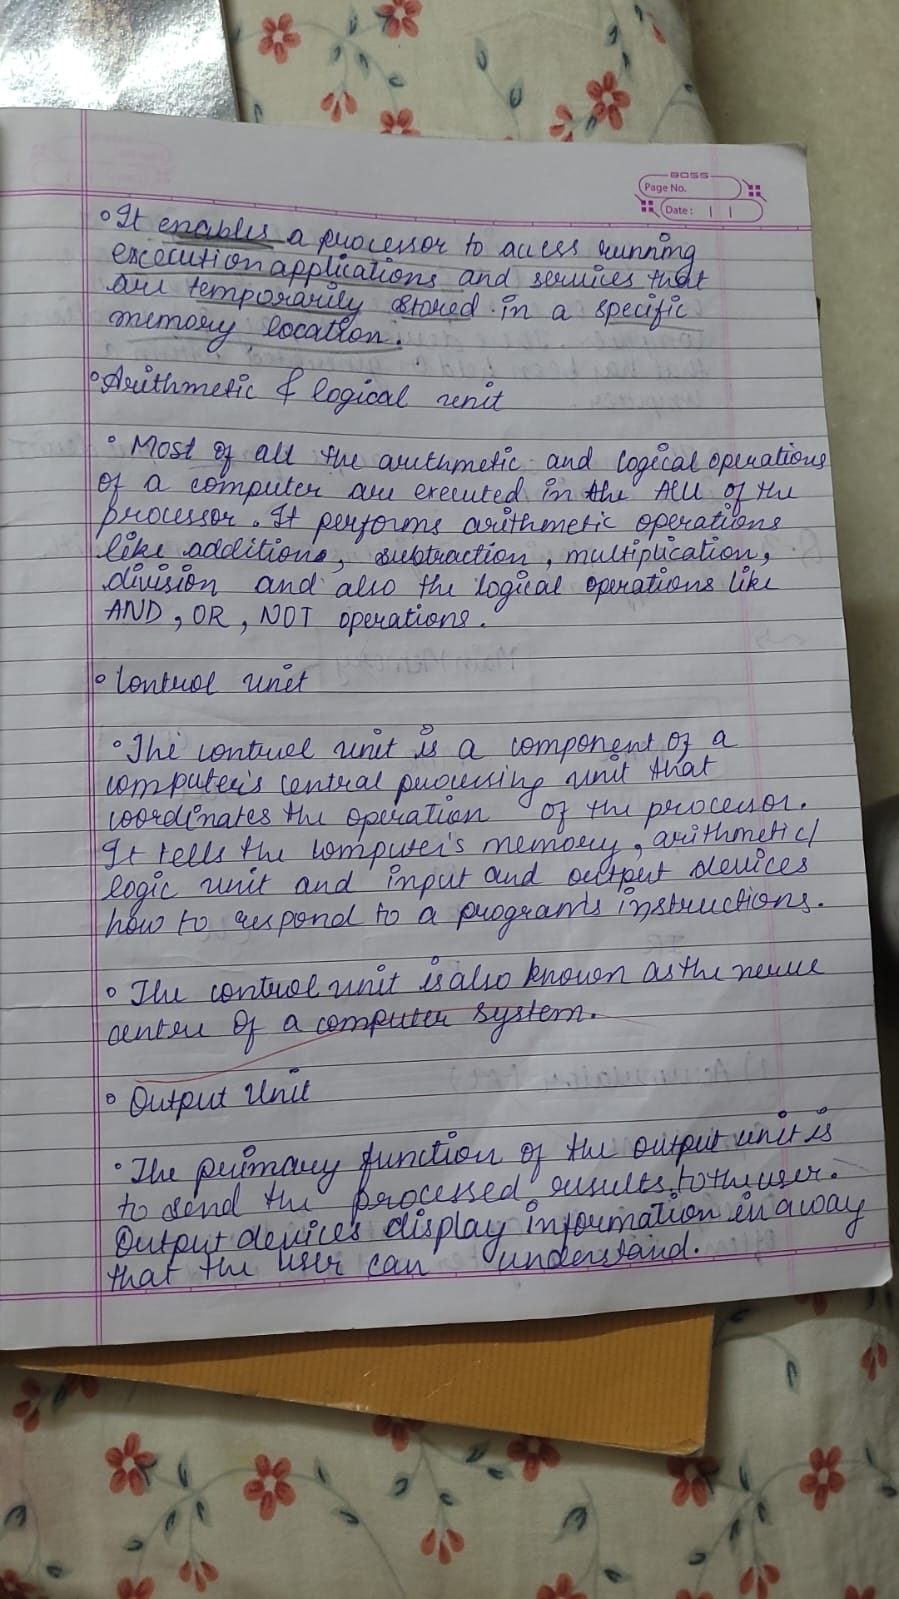 BOSS
Page No.
Date:
• It enables a processor to access running
execution applications and services that
are temporarily stored in a specific
memory location.
• Arithmetic & logical unit
• Most of all the arithmetic and logical operations
of a computer are executed in the ALU of the
processor. It performs arithmetic operations
like additions, subtraction, multiplication,
division and also the logical operations like
AND, OR, NOT operations.
• Control unit
• The control unit is a component of a
computer's central processing unit that
coordinates the operation of the processor.
It tells the computer's memory, arithmetic/
logic unit and input and output devices
how to respond to a program's instructions.
• The control unit is also known as the nerve
centre of a computer system.
• Output Unit
• The primary function of the output unit is
to send the processed results to the user.
Output devices display information in a way
that the user can understand.